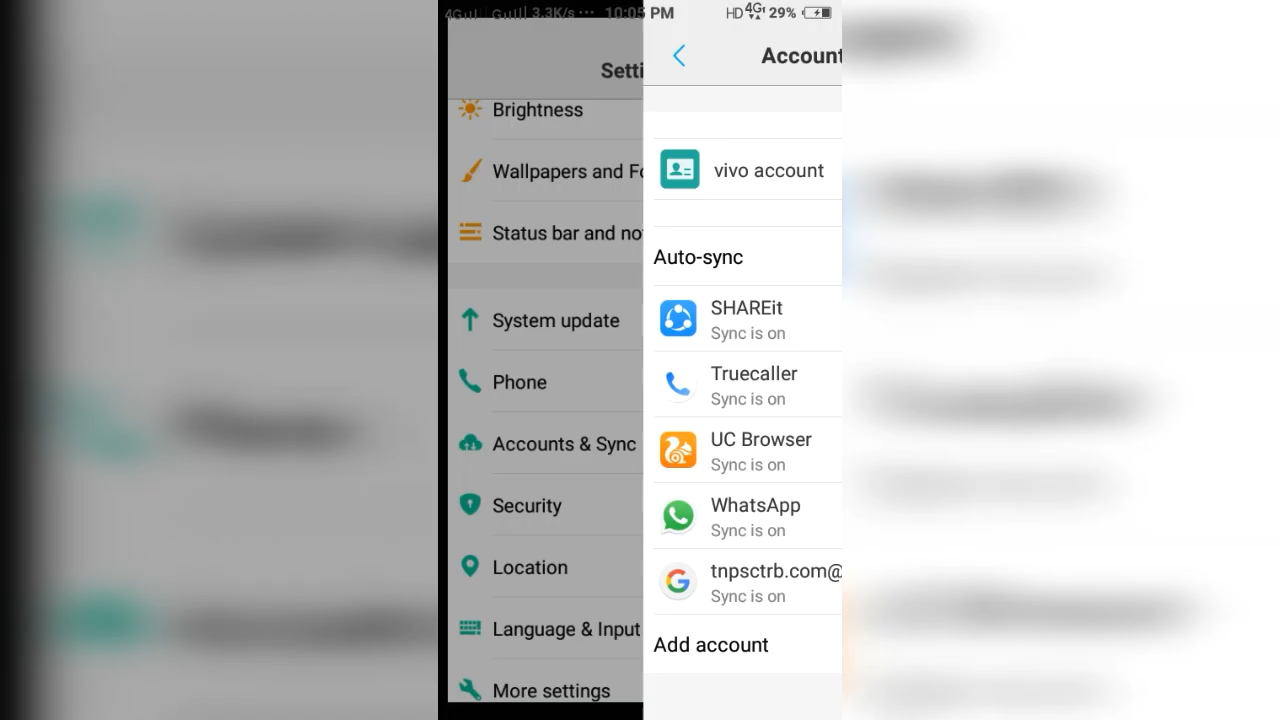 4G 3.3K/s ... 10:05 PM HD 4G 29%
Setti
Brightness
Wallpapers and Fo
Status bar and no
System update
Phone
Accounts & Sync
Security
Location
Language & Input
More settings
Account
vivo account
Auto-sync
SHAREit
Sync is on
Truecaller
Sync is on
UC Browser
Sync is on
WhatsApp
Sync is on
tnpsctrb.com@
Sync is on
Add account